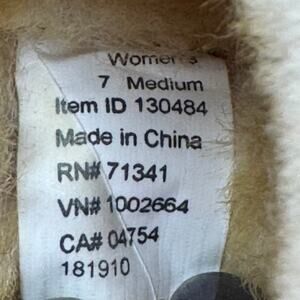 Women's
7 Medium
Item ID 130484
Made in China
RN# 71341
VN# 1002664
CA# 04754
181910